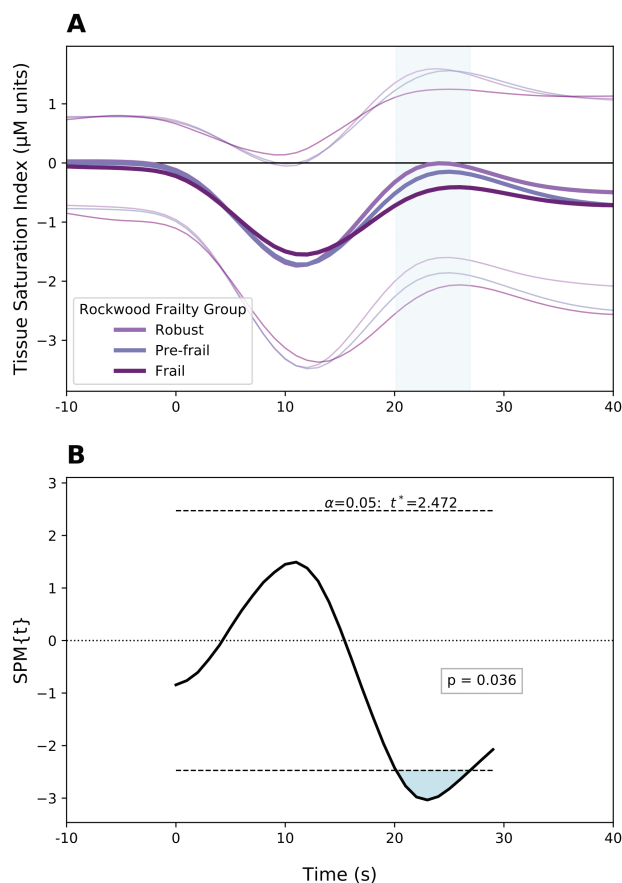 A
Tissue Saturation Index (μM units)
1
0
−1
−2
−3
Rockwood Frailty Group
Robust
Pre-frail
Frail
-10
0
10
20
30
40
B
SPM{t}
3
2
1
0
−1
−2
−3
α=0.05: t*=2.472
p = 0.036
-10
0
10
20
30
40
Time (s)